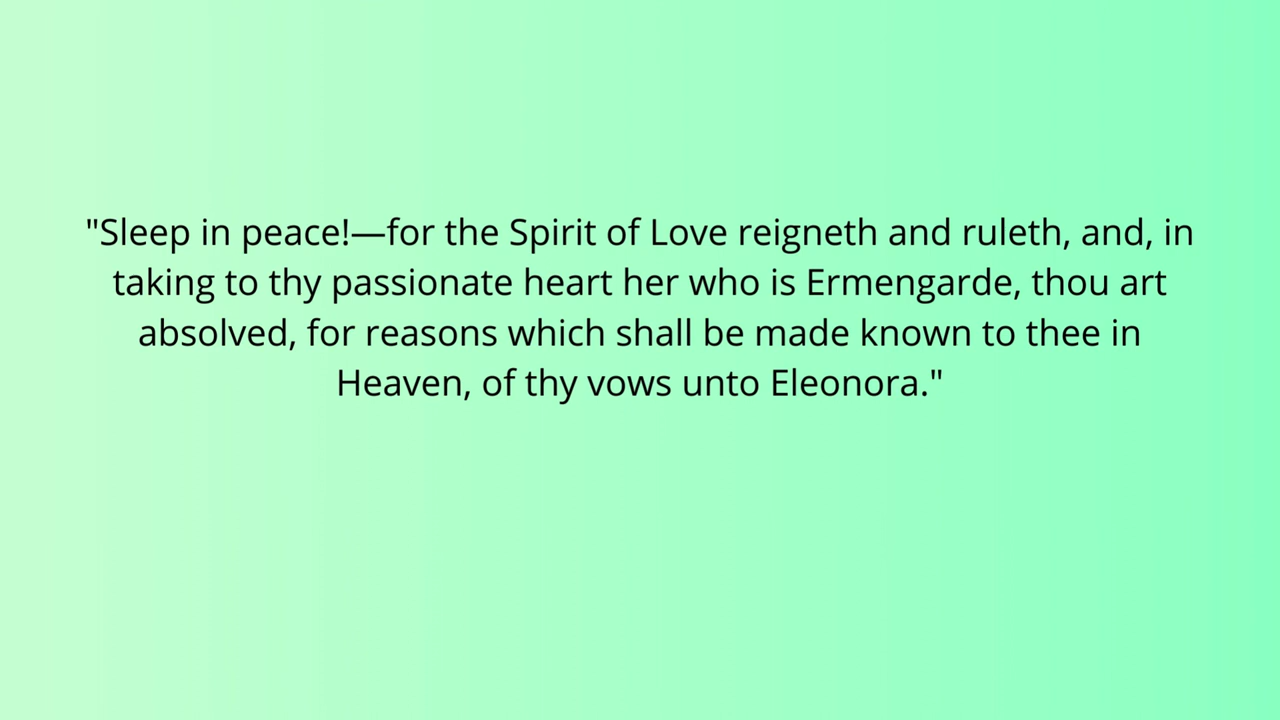 "Sleep in peace!—for the Spirit of Love reigneth and ruleth, and, in
taking to thy passionate heart her who is Ermengarde, thou art
absolved, for reasons which shall be made known to thee in
Heaven, of thy vows unto Eleonora."